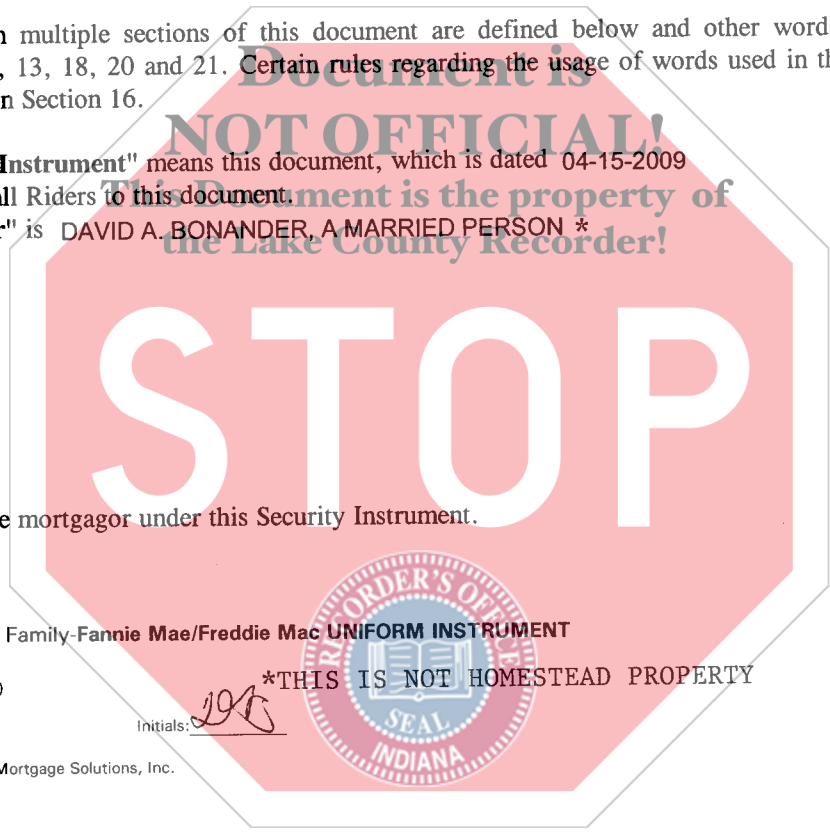 n multiple sections of this document are defined below and other word
, 13, 18, 20 and 21. Certain rules regarding the usage of words used in th
n Section 16.
Document is
NOT OFFICIAL!
This Document is the property of
the Lake County Recorder!
Instrument" means this document, which is dated 04-15-2009
all Riders to this document.
r" is DAVID A. BONANDER, A MARRIED PERSON *
STOP
e mortgagor under this Security Instrument.
Family-Fannie Mae/Freddie Mac UNIFORM INSTRUMENT
)
*THIS IS NOT HOMESTEAD PROPERTY
Initials:
Mortgage Solutions, Inc.
RECORDER'S OFFICE
SEAL
INDIANA